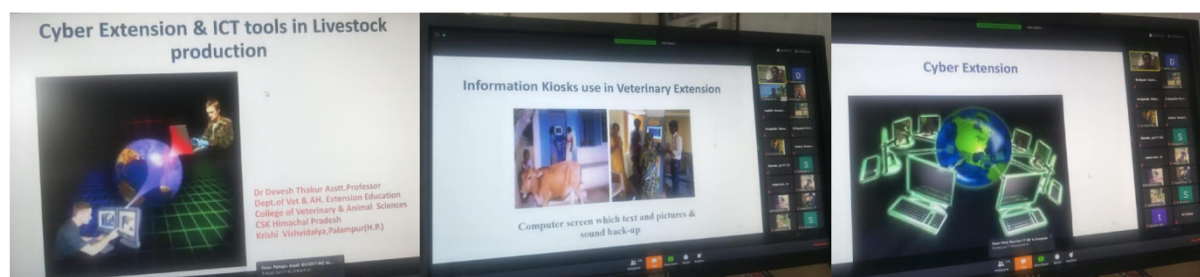 Cyber Extension & ICT tools in Livestock
production
Dr Devesh Thakur Asstt.Professor
Dept.of Vet & AH. Extension Education
College of Veterinary & Animal Sciences
CSK Himachal Pradesh
Krishi Vishvidalya,Palampur(H.P.)
Information Kiosks use in Veterinary Extension
Computer screen which text and pictures &
sound back-up
D
S
S
Cyber Extension
D
S
S
t